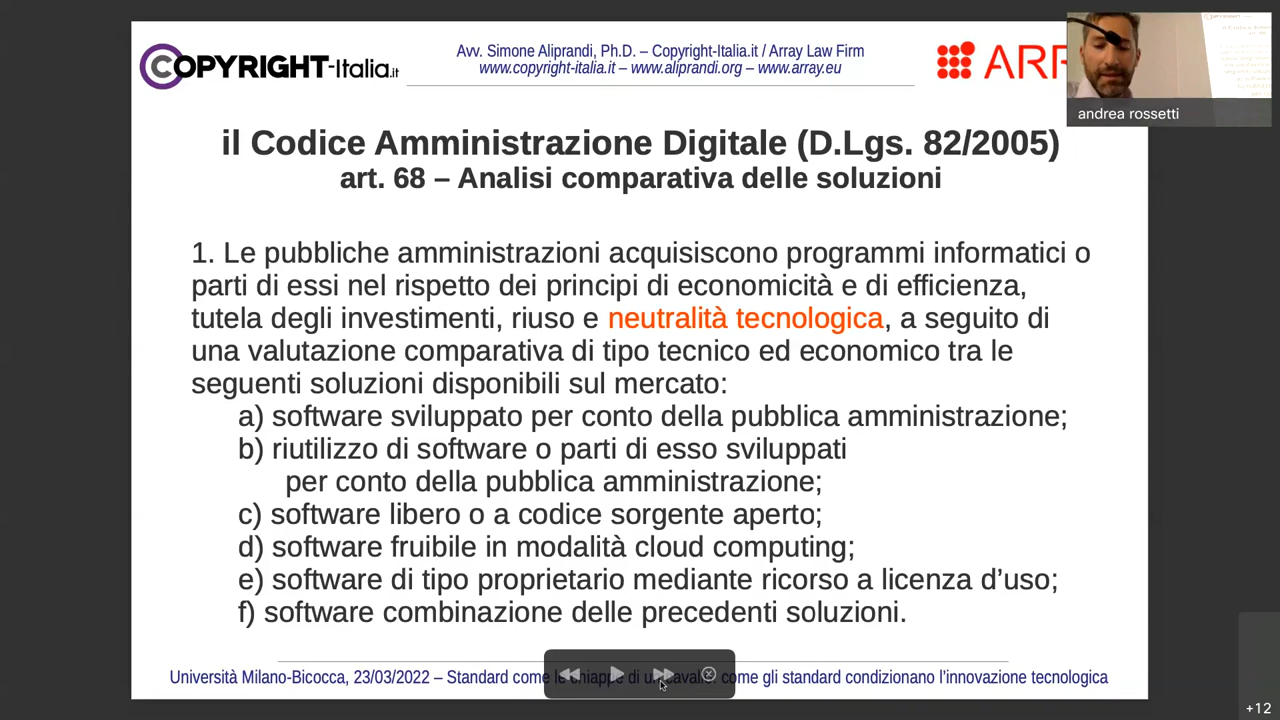 COPYRIGHT-Italia.it
Avv. Simone Aliprandi, Ph.D. – Copyright-Italia.it / Array Law Firm
www.copyright-italia.it – www.aliprandi.org – www.array.eu
ARR
andrea rossetti
il Codice Amministrazione Digitale (D.Lgs. 82/2005)
art. 68 – Analisi comparativa delle soluzioni
1. Le pubbliche amministrazioni acquisiscono programmi informatici o
parti di essi nel rispetto dei principi di economicità e di efficienza,
tutela degli investimenti, riuso e neutralità tecnologica, a seguito di
una valutazione comparativa di tipo tecnico ed economico tra le
seguenti soluzioni disponibili sul mercato:
a) software sviluppato per conto della pubblica amministrazione;
b) riutilizzo di software o parti di esso sviluppati
per conto della pubblica amministrazione;
c) software libero o a codice sorgente aperto;
d) software fruibile in modalità cloud computing;
e) software di tipo proprietario mediante ricorso a licenza d’uso;
f) software combinazione delle precedenti soluzioni.
Università Milano-Bicocca, 23/03/2022 – Standard come le chiappe di un cavallo: come gli standard condizionano l’innovazione tecnologica
+12